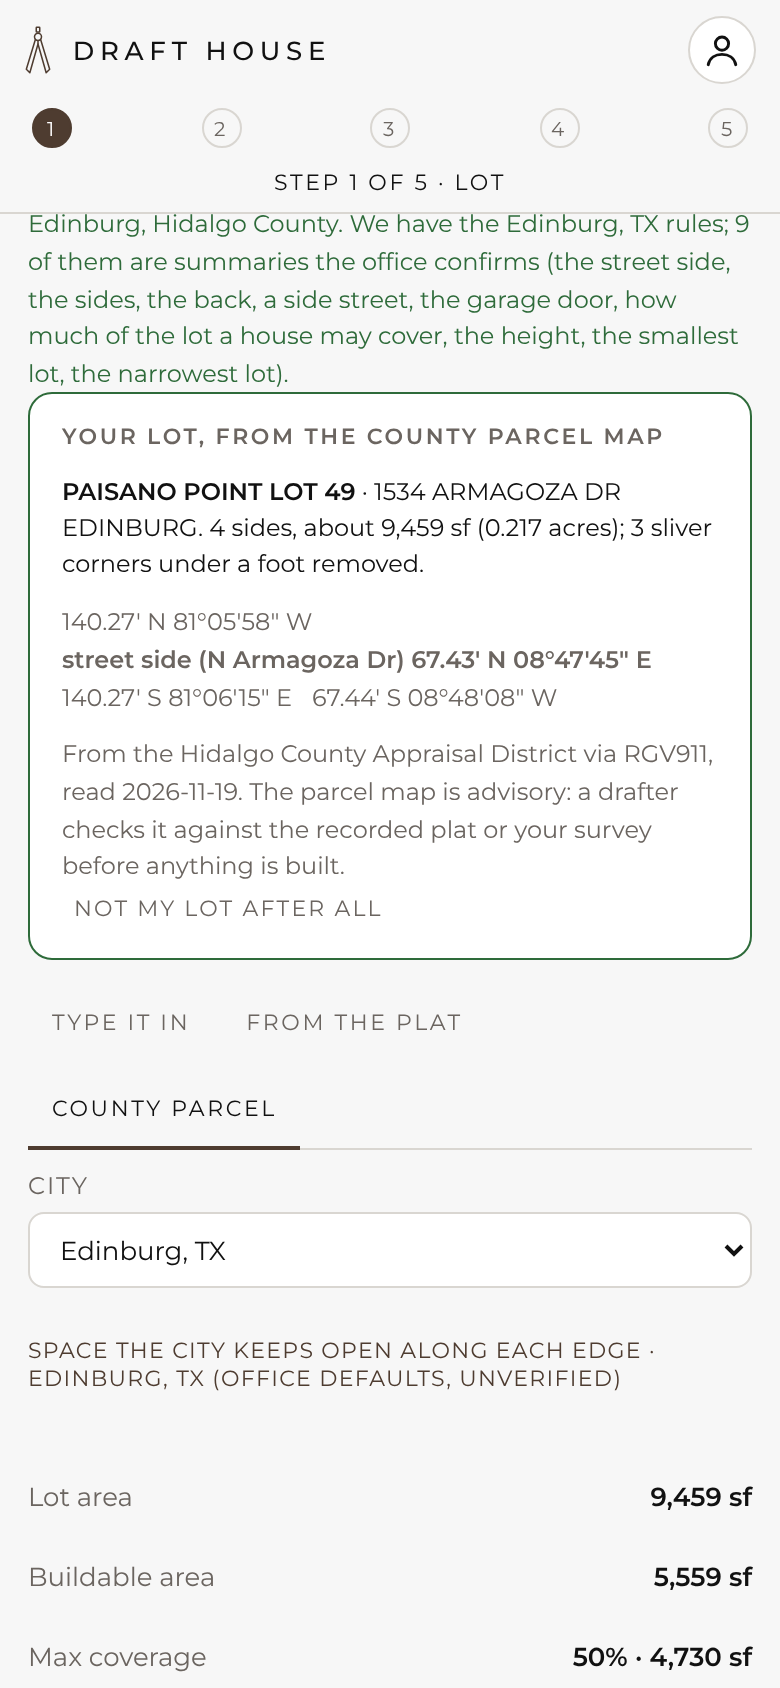 DRAFT HOUSE
1 2 3 4 5
STEP 1 OF 5 · LOT
Edinburg, Hidalgo County. We have the Edinburg, TX rules; 9
of them are summaries the office confirms (the street side,
the sides, the back, a side street, the garage door, how
much of the lot a house may cover, the height, the smallest
lot, the narrowest lot).
YOUR LOT, FROM THE COUNTY PARCEL MAP
PAISANO POINT LOT 49 · 1534 ARMAGOZA DR
EDINBURG. 4 sides, about 9,459 sf (0.217 acres); 3 sliver
corners under a foot removed.
140.27' N 81°05'58" W
street side (N Armagoza Dr) 67.43' N 08°47'45" E
140.27' S 81°06'15" E 67.44' S 08°48'08" W
From the Hidalgo County Appraisal District via RGV911,
read 2026-11-19. The parcel map is advisory: a drafter
checks it against the recorded plat or your survey
before anything is built.
NOT MY LOT AFTER ALL
TYPE IT IN FROM THE PLAT
COUNTY PARCEL
CITY
Edinburg, TX
SPACE THE CITY KEEPS OPEN ALONG EACH EDGE ·
EDINBURG, TX (OFFICE DEFAULTS, UNVERIFIED)
Lot area 9,459 sf
Buildable area 5,559 sf
Max coverage 50% · 4,730 sf